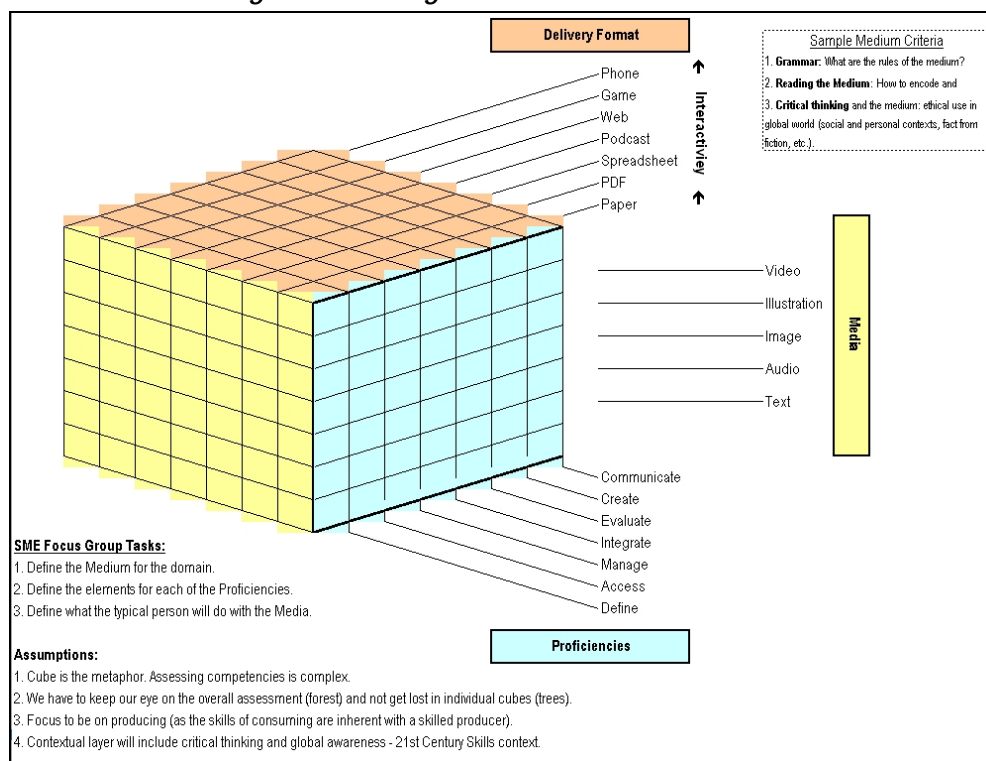 Delivery Format
Sample Medium Criteria
1. Grammar: What are the rules of the medium?
2. Reading the Medium: How to encode and
3. Critical thinking and the medium: ethical use in
global world (social and personal contexts, fact from
fiction, etc.).
Phone
Game
Web
Podcast
Spreadsheet
PDF
Paper
Interactiviey
Video
Illustration
Image
Audio
Text
Media
Communicate
Create
Evaluate
Integrate
Manage
Access
Define
Proficiencies
SME Focus Group Tasks:
1. Define the Medium for the domain.
2. Define the elements for each of the Proficiencies.
3. Define what the typical person will do with the Media.
Assumptions:
1. Cube is the metaphor. Assessing competencies is complex.
2. We have to keep our eye on the overall assessment (forest) and not get lost in individual cubes (trees).
3. Focus to be on producing (as the skills of consuming are inherent with a skilled producer).
4. Contextual layer will include critical thinking and global awareness - 21st Century Skills context.